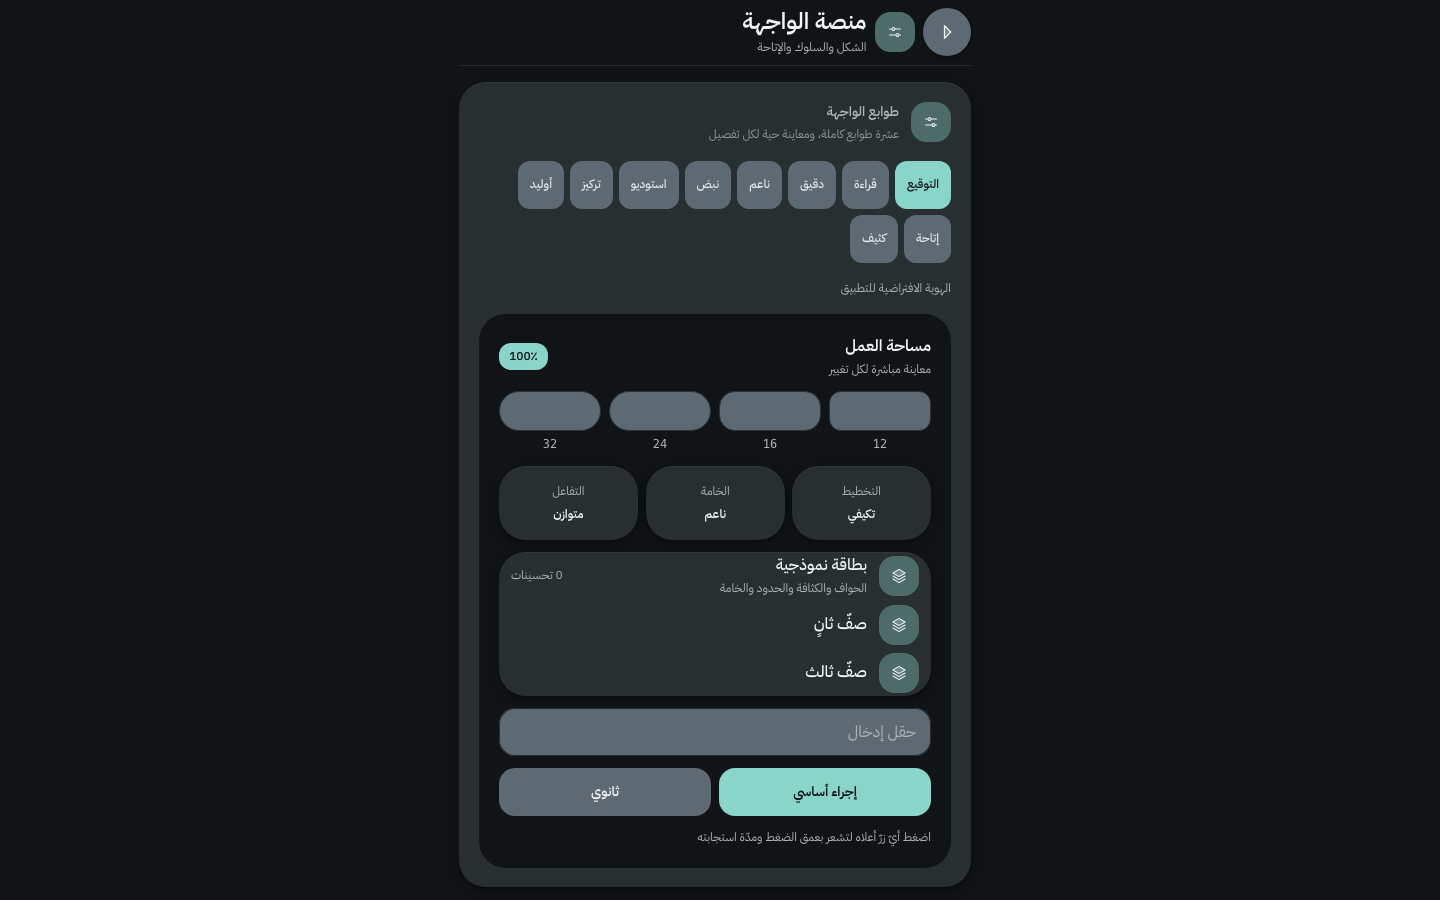 منصة الواجهة
الشكل والسلوك والإتاحة
طوابع الواجهة
عشرة طوابع كاملة، ومعاينة حية لكل تفصيل
التوقيع قراءة دقيق ناعم نبض استوديو تركيز أوليد
إتاحة كثيف
الهوية الافتراضية للتطبيق
مساحة العمل
100٪
معاينة مباشرة لكل تغيير
12 16 24 32
التخطيط الخامة التفاعل
تكيفي ناعم متوازن
بطاقة نموذجية
0 تحسينات
الحواف والكثافة والحدود والخامة
صفّ ثانٍ
صفّ ثالث
حقل إدخال
إجراء أساسي ثانوي
اضغط أيّ زرّ أعلاه لتشعر بعمق الضغط ومدّة استجابته